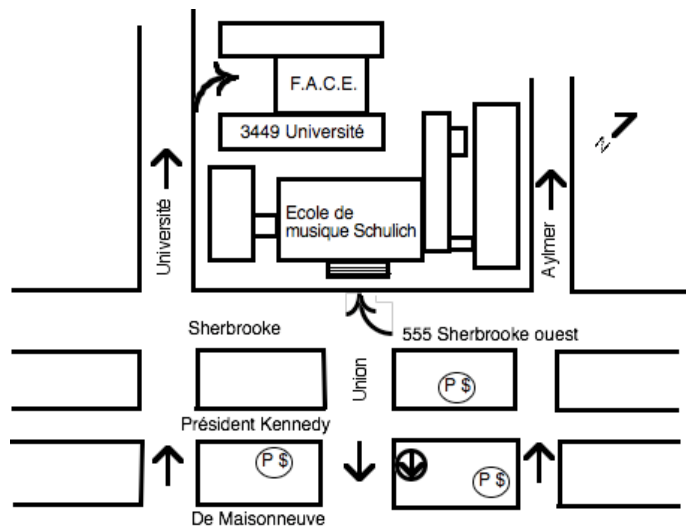 F.A.C.E.
3449 Université
N
Ecole de
musique Schulich
Université
Aylmer
Sherbrooke
555 Sherbrooke ouest
Union
P $
Président Kennedy
P $
P $
De Maisonneuve